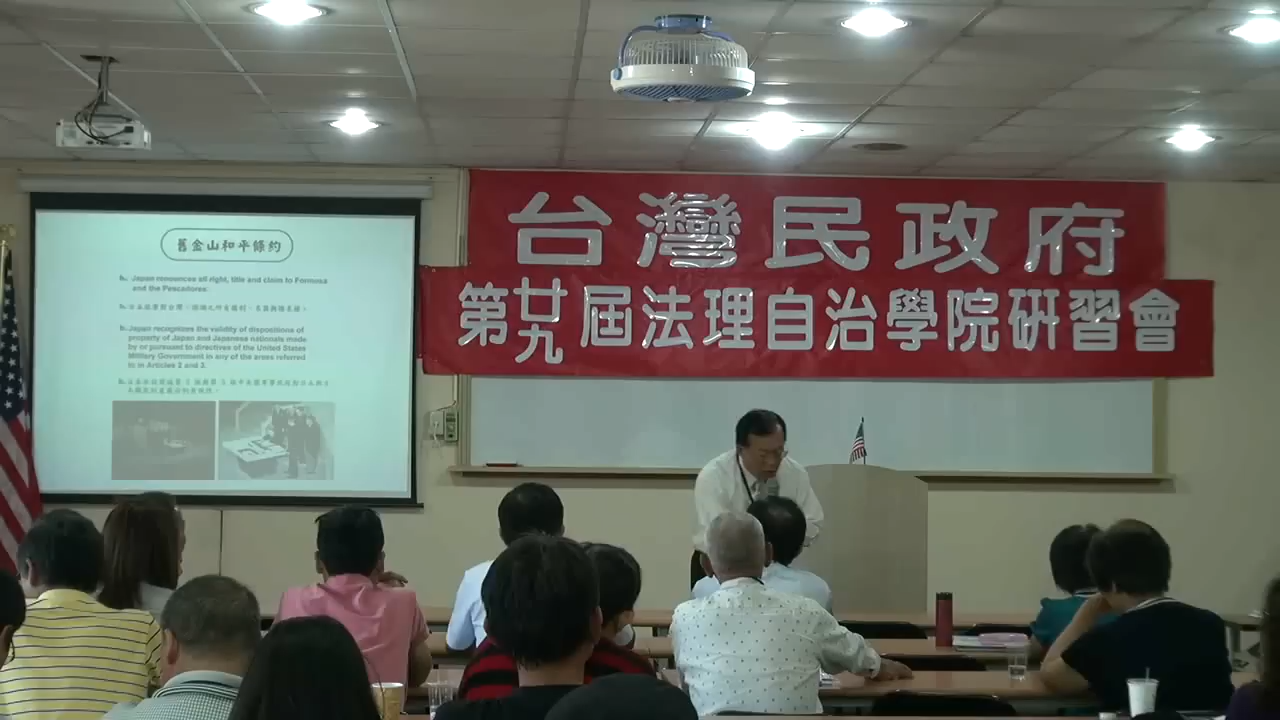 台灣民政府
第廿九屆法理自治學院研習會
舊金山和平條約
b. Japan renounces all right, title and claim to Formosa
and the Pescadores.
b. Japan recognizes the validity of dispositions of
property of Japan and Japanese nationals made
by or pursuant to directives of the United States
Military Government in any of the areas referred
to in Articles 2 and 3.